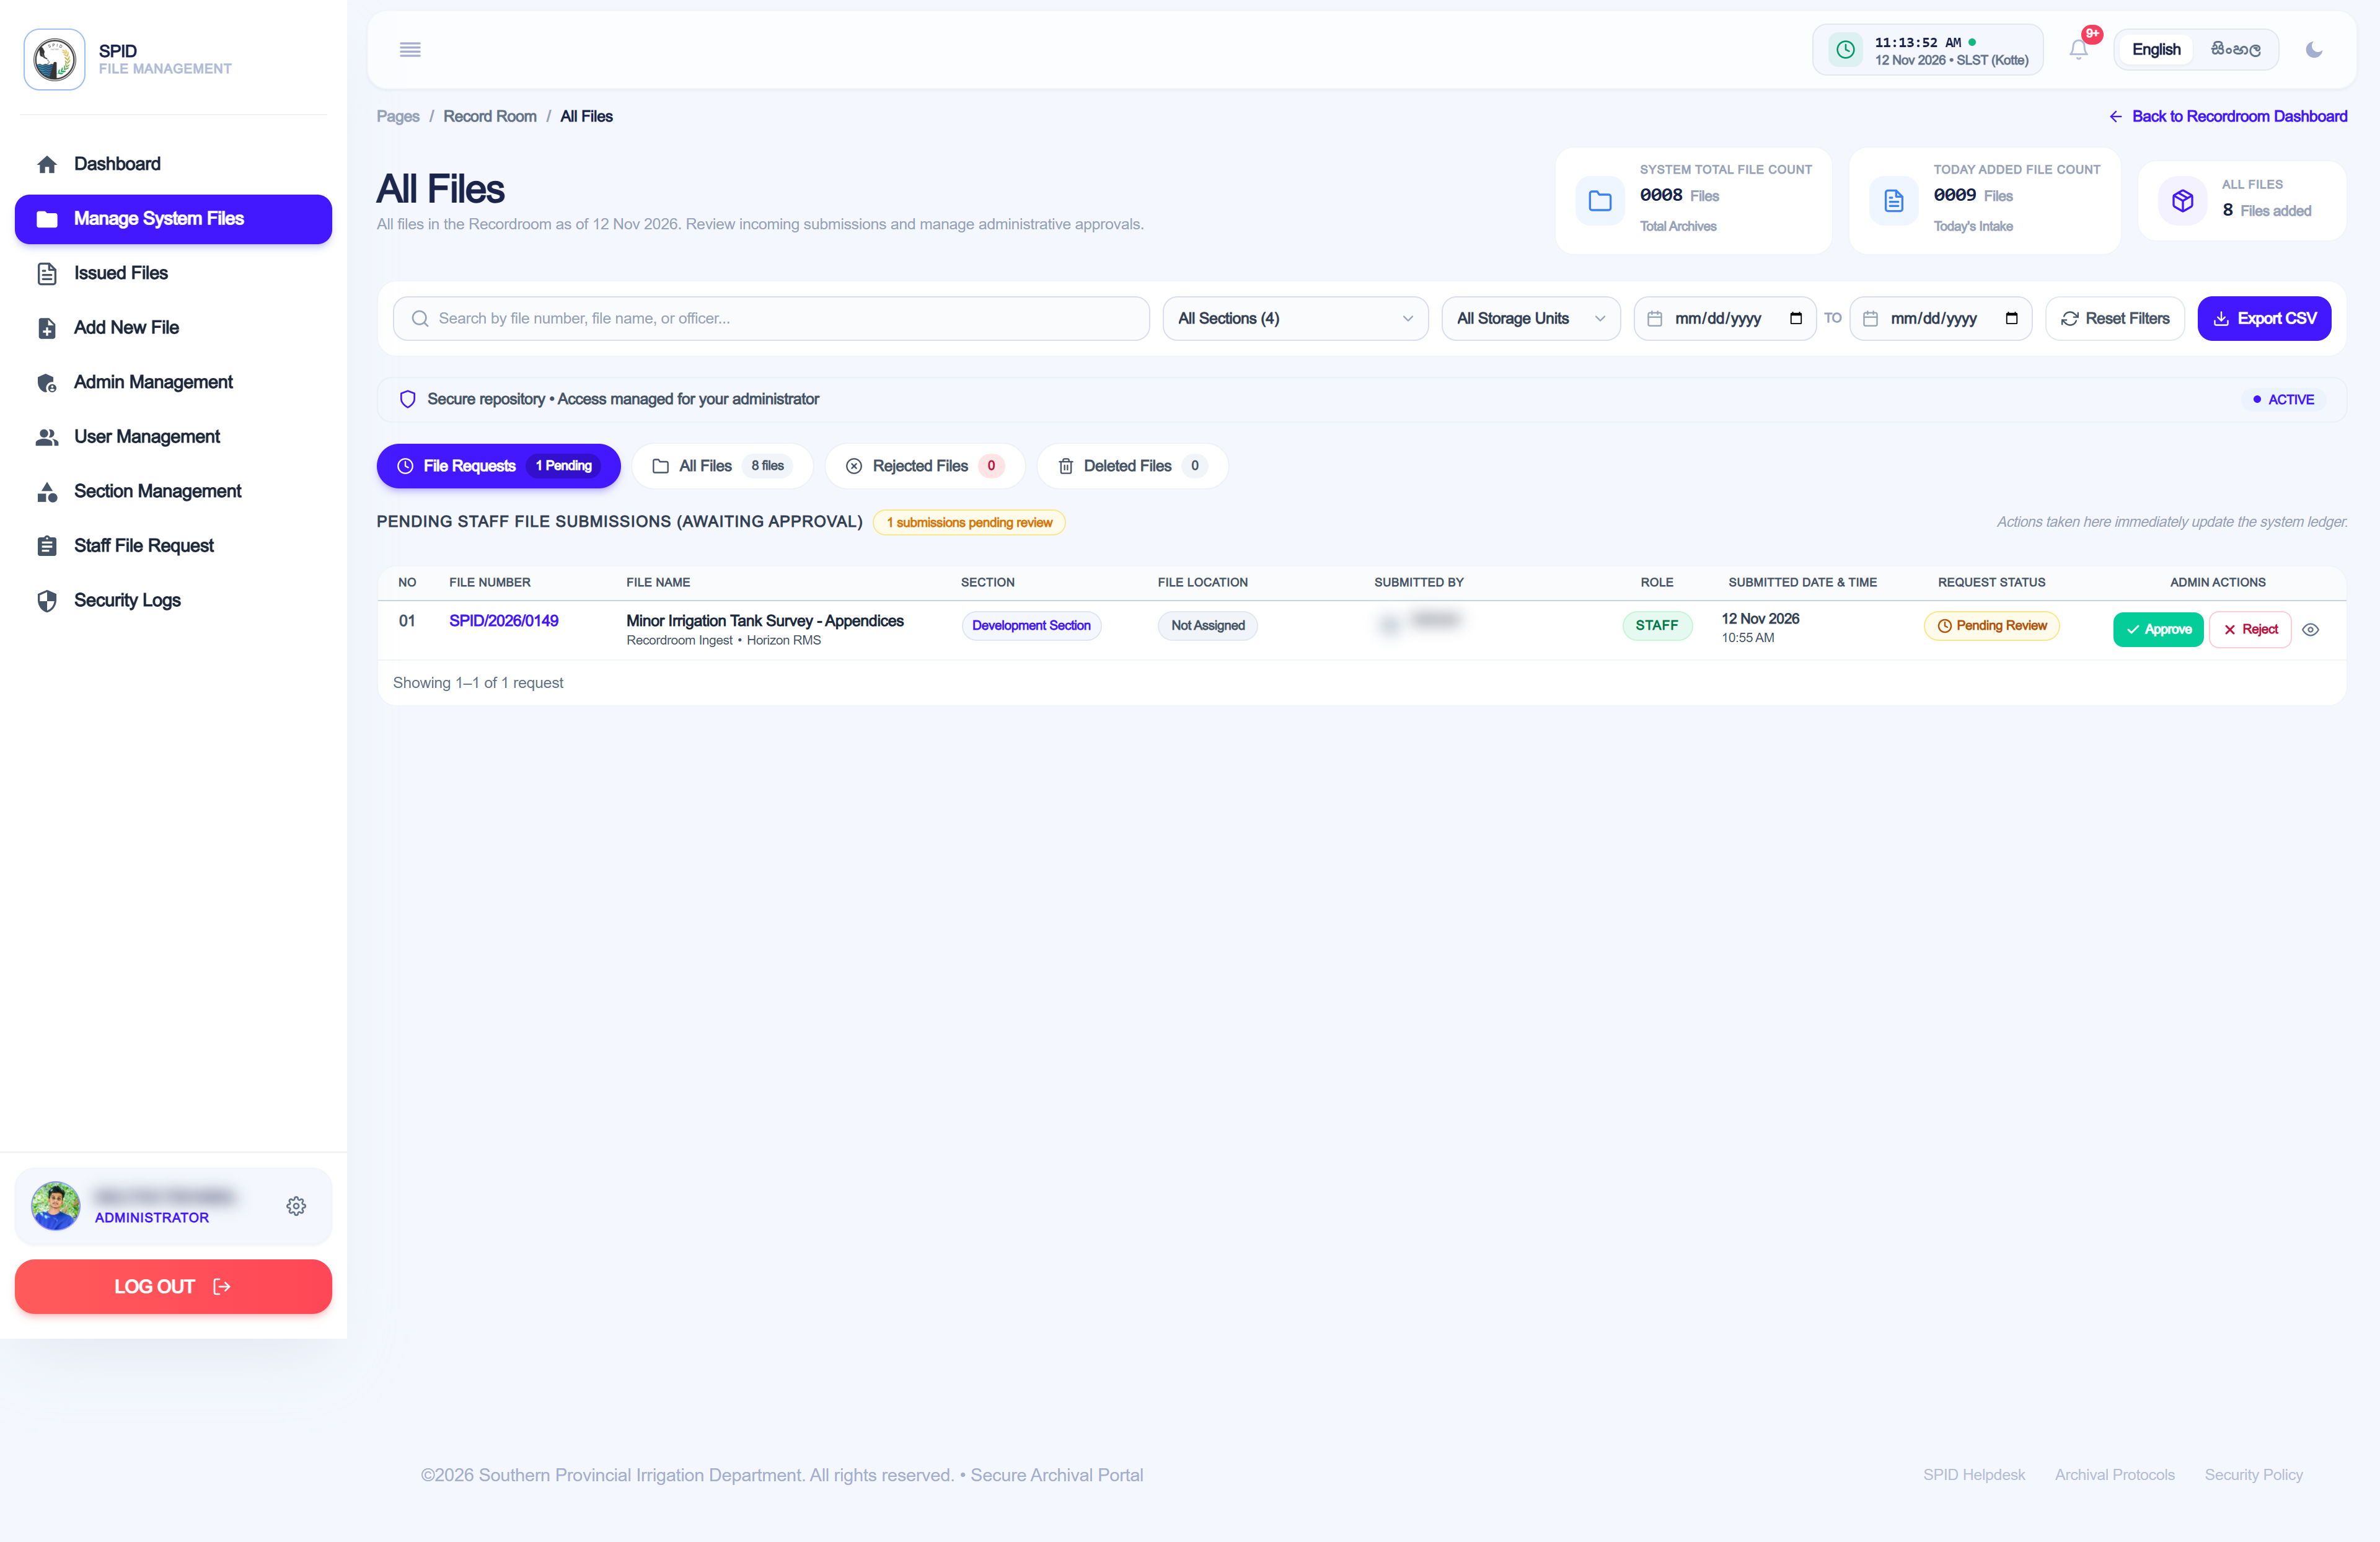 SPID
FILE MANAGEMENT
Dashboard
Manage System Files
Issued Files
Add New File
Admin Management
User Management
Section Management
Staff File Request
Security Logs
ADMINISTRATOR
LOG OUT
11:13:52 AM
12 Nov 2026 • SLST (Kotte)
9+
English
සිංහල
Pages / Record Room / All Files
Back to Recordroom Dashboard
All Files
All files in the Recordroom as of 12 Nov 2026. Review incoming submissions and manage administrative approvals.
SYSTEM TOTAL FILE COUNT
0008 Files
Total Archives
TODAY ADDED FILE COUNT
0009 Files
Today's Intake
ALL FILES
8 Files added
Search by file number, file name, or officer...
All Sections (4)
All Storage Units
mm/dd/yyyy
TO
mm/dd/yyyy
Reset Filters
Export CSV
Secure repository • Access managed for your administrator
ACTIVE
File Requests 1 Pending
All Files 8 files
Rejected Files 0
Deleted Files 0
PENDING STAFF FILE SUBMISSIONS (AWAITING APPROVAL) 1 submissions pending review
Actions taken here immediately update the system ledger.
NO FILE NUMBER FILE NAME SECTION FILE LOCATION SUBMITTED BY ROLE SUBMITTED DATE & TIME REQUEST STATUS ADMIN ACTIONS
01 SPID/2026/0149 Minor Irrigation Tank Survey - Appendices Development Section Not Assigned STAFF 12 Nov 2026 Pending Review Approve Reject
Recordroom Ingest • Horizon RMS 10:55 AM
Showing 1–1 of 1 request
©2026 Southern Provincial Irrigation Department. All rights reserved. • Secure Archival Portal
SPID Helpdesk Archival Protocols Security Policy